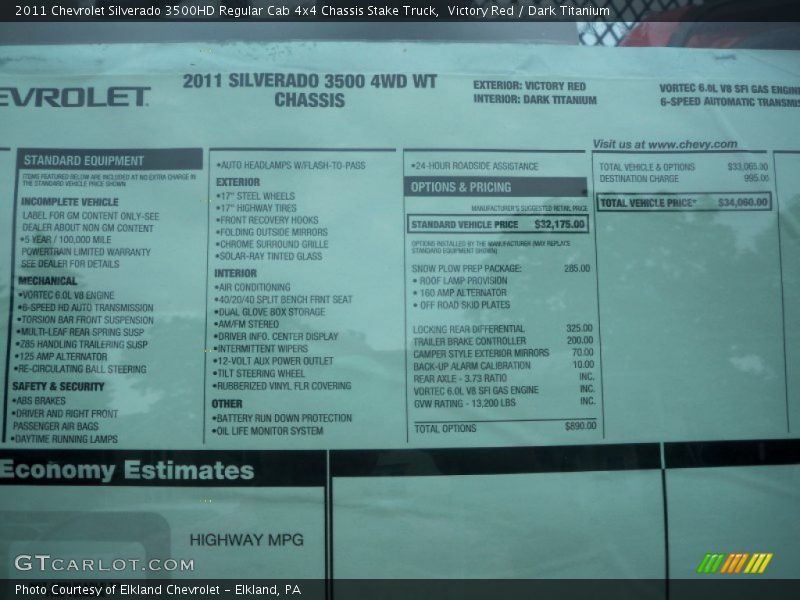 2011 Chevrolet Silverado 3500HD Regular Cab 4x4 Chassis Stake Truck,  Victory Red / Dark Titanium
EVROLET
2011 SILVERADO 3500 4WD WT
CHASSIS
EXTERIOR: VICTORY RED
INTERIOR: DARK TITANIUM
VORTEC 6.0L V8 SFI GAS ENGINE
6-SPEED AUTOMATIC TRANSMIS
STANDARD EQUIPMENT
ITEMS FEATURED BELOW ARE INCLUDED AT NO EXTRA CHARGE IN
THE STANDARD VEHICLE PRICE SHOWN
INCOMPLETE VEHICLE
LABEL FOR GM CONTENT ONLY-SEE
DEALER ABOUT NON GM CONTENT
•5 YEAR / 100,000 MILE
POWERTRAIN LIMITED WARRANTY
SEE DEALER FOR DETAILS
MECHANICAL
•VORTEC 6.0L V8 ENGINE
•6-SPEED HD AUTO TRANSMISSION
•TORSION BAR FRONT SUSPENSION
•MULTI-LEAF REAR SPRING SUSP
•Z85 HANDLING TRAILERING SUSP
•125 AMP ALTERNATOR
•RE-CIRCULATING BALL STEERING
SAFETY & SECURITY
•ABS BRAKES
•DRIVER AND RIGHT FRONT
PASSENGER AIR BAGS
•DAYTIME RUNNING LAMPS
•AUTO HEADLAMPS W/FLASH-TO-PASS
EXTERIOR
•17" STEEL WHEELS
•17" HIGHWAY TIRES
•FRONT RECOVERY HOOKS
•FOLDING OUTSIDE MIRRORS
•CHROME SURROUND GRILLE
•SOLAR-RAY TINTED GLASS
INTERIOR
•AIR CONDITIONING
•40/20/40 SPLIT BENCH FRNT SEAT
•DUAL GLOVE BOX STORAGE
•AM/FM STEREO
•DRIVER INFO. CENTER DISPLAY
•INTERMITTENT WIPERS
•12-VOLT AUX POWER OUTLET
•TILT STEERING WHEEL
•RUBBERIZED VINYL FLR COVERING
OTHER
•BATTERY RUN DOWN PROTECTION
•OIL LIFE MONITOR SYSTEM
•24-HOUR ROADSIDE ASSISTANCE
OPTIONS & PRICING
MANUFACTURER'S SUGGESTED RETAIL PRICE
STANDARD VEHICLE PRICE $32,175.00
OPTIONS INSTALLED BY THE MANUFACTURER (MAY REPLACE
STANDARD EQUIPMENT SHOWN)
SNOW PLOW PREP PACKAGE: 285.00
• ROOF LAMP PROVISION
• 160 AMP ALTERNATOR
• OFF ROAD SKID PLATES
LOCKING REAR DIFFERENTIAL 325.00
TRAILER BRAKE CONTROLLER 200.00
CAMPER STYLE EXTERIOR MIRRORS 70.00
BACK-UP ALARM CALIBRATION 10.00
REAR AXLE - 3.73 RATIO INC.
VORTEC 6.0L V8 SFI GAS ENGINE INC.
GVW RATING - 13,200 LBS INC.
TOTAL OPTIONS $890.00
Visit us at www.chevy.com
TOTAL VEHICLE & OPTIONS $33,065.00
DESTINATION CHARGE 995.00
TOTAL VEHICLE PRICE* $34,060.00
Economy Estimates
HIGHWAY MPG
GTCARLOT.COM
Photo Courtesy of Elkland Chevrolet - Elkland, PA